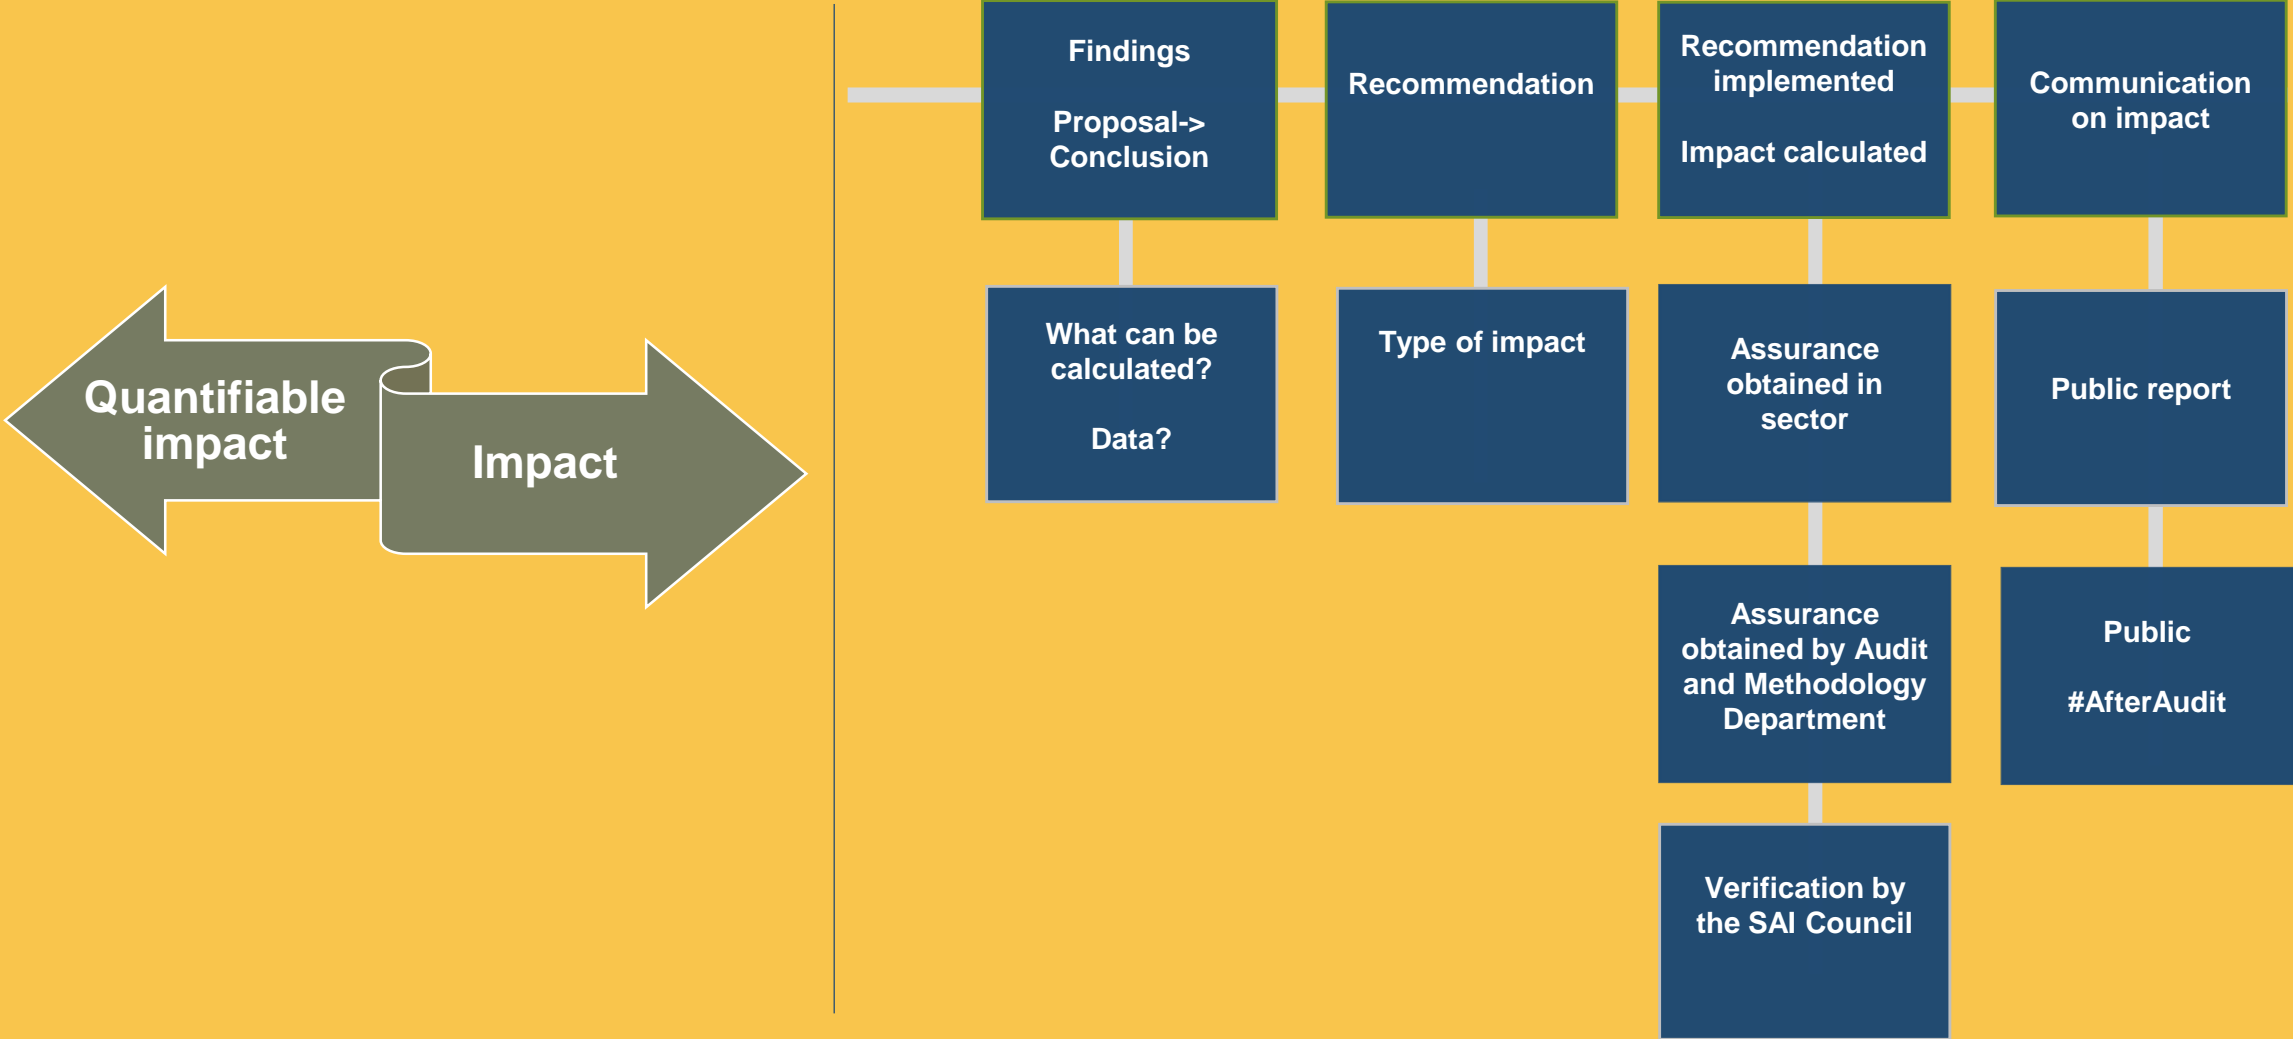 Quantifiable
impact
Impact
Findings
Proposal->
Conclusion
What can be
calculated?
Data?
Recommendation
Type of impact
Recommendation
implemented
Impact calculated
Assurance
obtained in
sector
Assurance
obtained by Audit
and Methodology
Department
Verification by
the SAI Council
Communication
on impact
Public report
Public
#AfterAudit